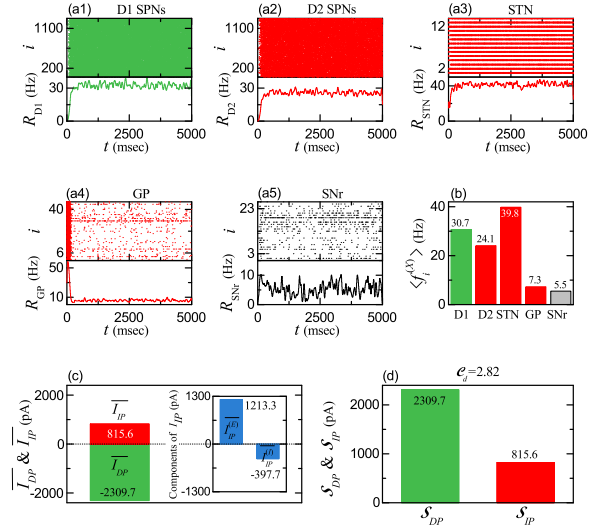 (a1) D1 SPNs
1100
200
i
30
0
R_D1 (Hz)
0 2500 5000
t (msec)
(a2) D2 SPNs
1100
200
i
30
0
R_D2 (Hz)
0 2500 5000
t (msec)
(a3) STN
12
2
i
40
0
R_STN (Hz)
0 2500 5000
t (msec)
(a4) GP
40
6
i
50
10
R_GP (Hz)
0 2500 5000
t (msec)
(a5) SNr
23
3
i
10
0
R_SNr (Hz)
0 2500 5000
t (msec)
(b)
40
20
0
⟨f_i^(X)⟩ (Hz)
30.7
24.1
39.8
7.3
5.5
D1 D2 STN GP SNr
(c)
2000
0
-2000
I_DP & I_IP (pA)
I_IP
815.6
I_DP
-2309.7
Components of I_IP (pA)
1300
0
-1300
1213.3
f_IP^(E)
f_IP^(I)
-397.7
𝒞_d=2.82
(d)
2000
1000
0
S_DP & S_IP (pA)
2309.7
815.6
S_DP S_IP